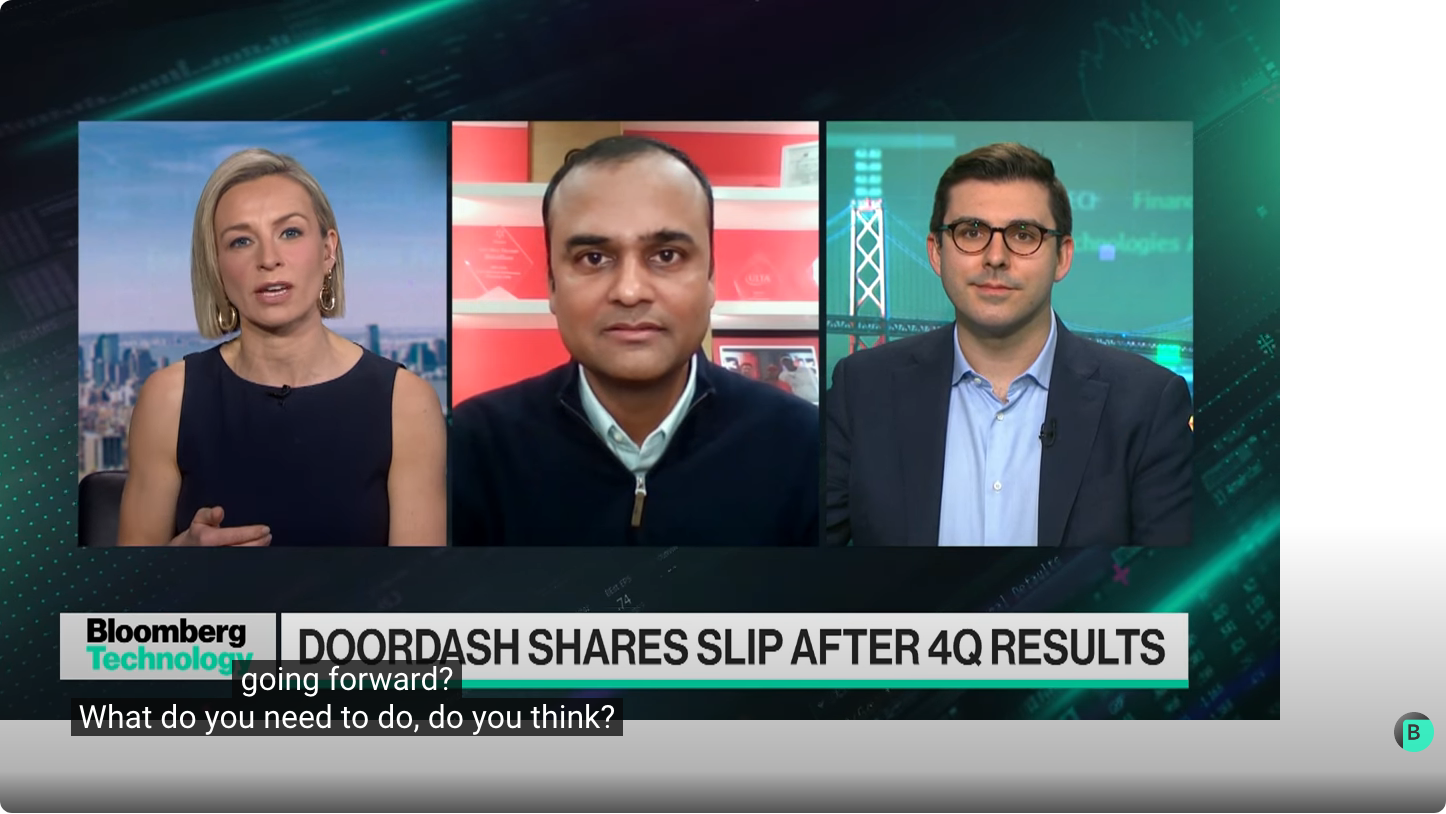 Bloomberg
Technology
DOORDASH SHARES SLIP AFTER 4Q RESULTS
going forward?
What do you need to do, do you think?
B